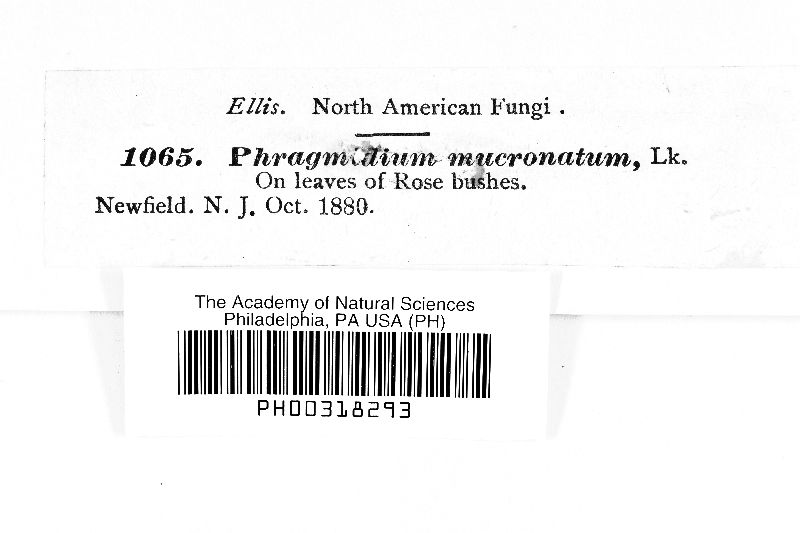 Ellis. North American Fungi .
1065. Phragmidium mucronatum, Lk.
On leaves of Rose bushes.
Newfield. N. J. Oct. 1880.
The Academy of Natural Sciences
Philadelphia, PA USA (PH)
PH00318293